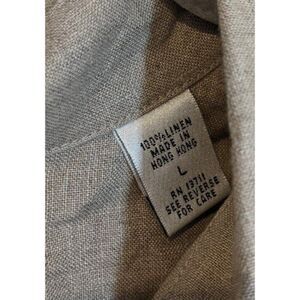 100% LINEN
MADE IN
HONG KONG
L
RN 13711
SEE REVERSE
FOR CARE